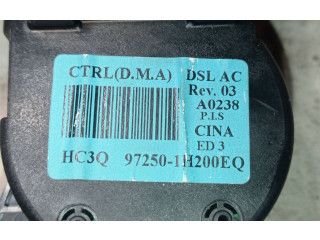 CTRL(D.M.A) DSL AC
Rev. 03
A0238
P.I.S
CINA
ED 3
HC3Q 97250-1H200EQ